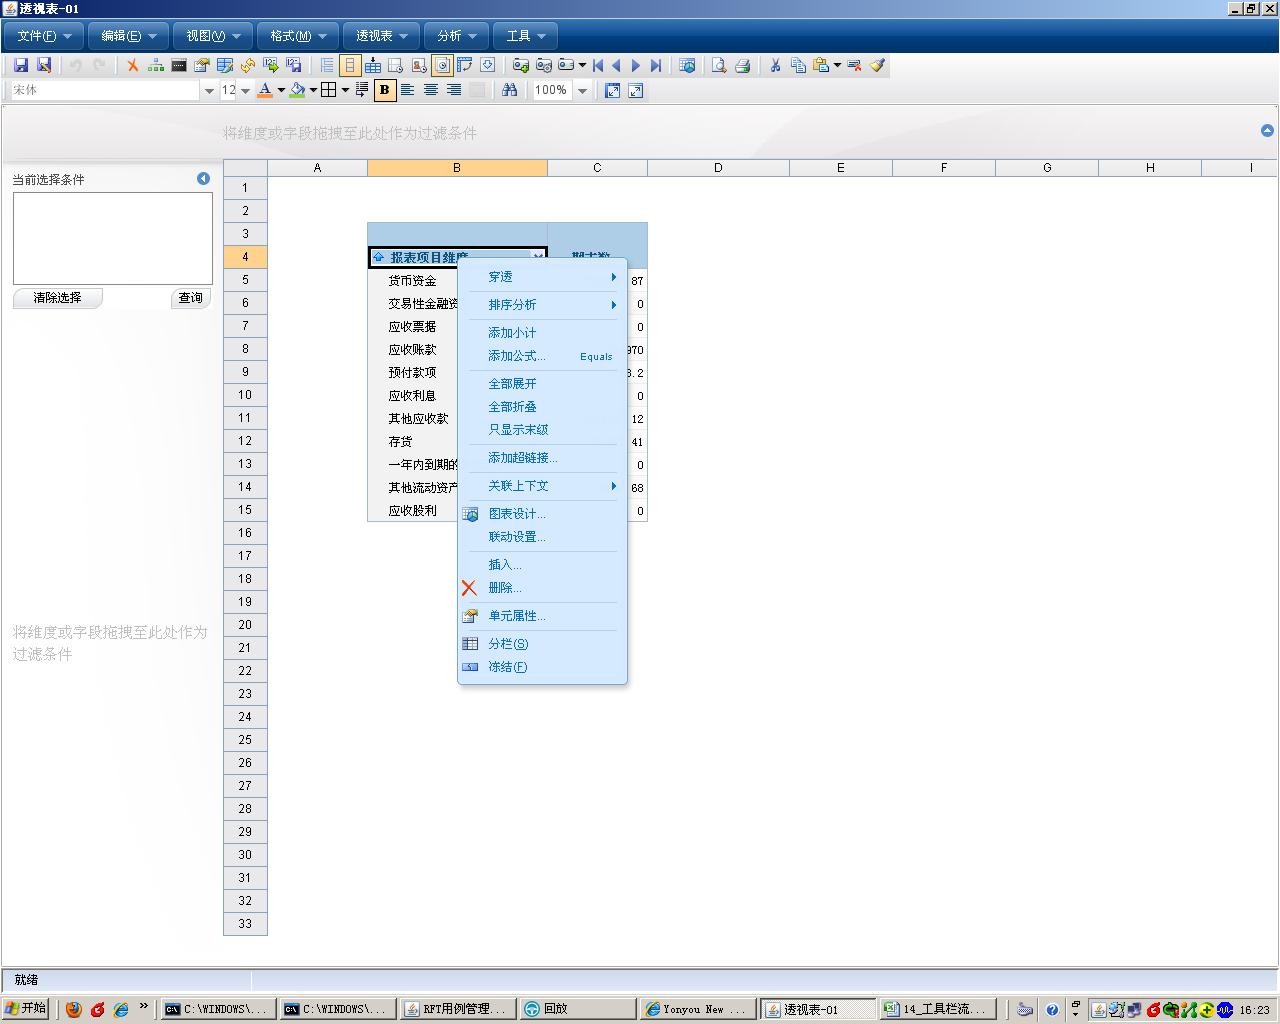 透视表-01
文件(F) 编辑(E) 视图(V) 格式(M) 透视表 分析 工具
宋体 12 A B 100%
将维度或字段拖拽至此处作为过滤条件
当前选择条件
清除选择 查询
将维度或字段拖拽至此处作为
过滤条件
A B C D E F G H I
1
2
3
4 报表项目维度 期末数
5 货币资金 87
6 交易性金融资 0
7 应收票据 0
8 应收账款 970
9 预付款项 8.2
10 应收利息 0
11 其他应收款 12
12 存货 41
13 一年内到期的 0
14 其他流动资产 68
15 应收股利 0
16
17
18
19
20
21
22
23
24
25
26
27
28
29
30
31
32
33
穿透
排序分析
添加小计
添加公式... Equals
全部展开
全部折叠
只显示末级
添加超链接...
关联上下文
图表设计...
联动设置...
插入...
删除...
单元属性...
分栏(S)
冻结(F)
就绪
开始 » C:\WINDOWS\... C:\WINDOWS\... RFT用例管理... 回放 Yonyou New ... 透视表-01 14_工具栏流... 16:23